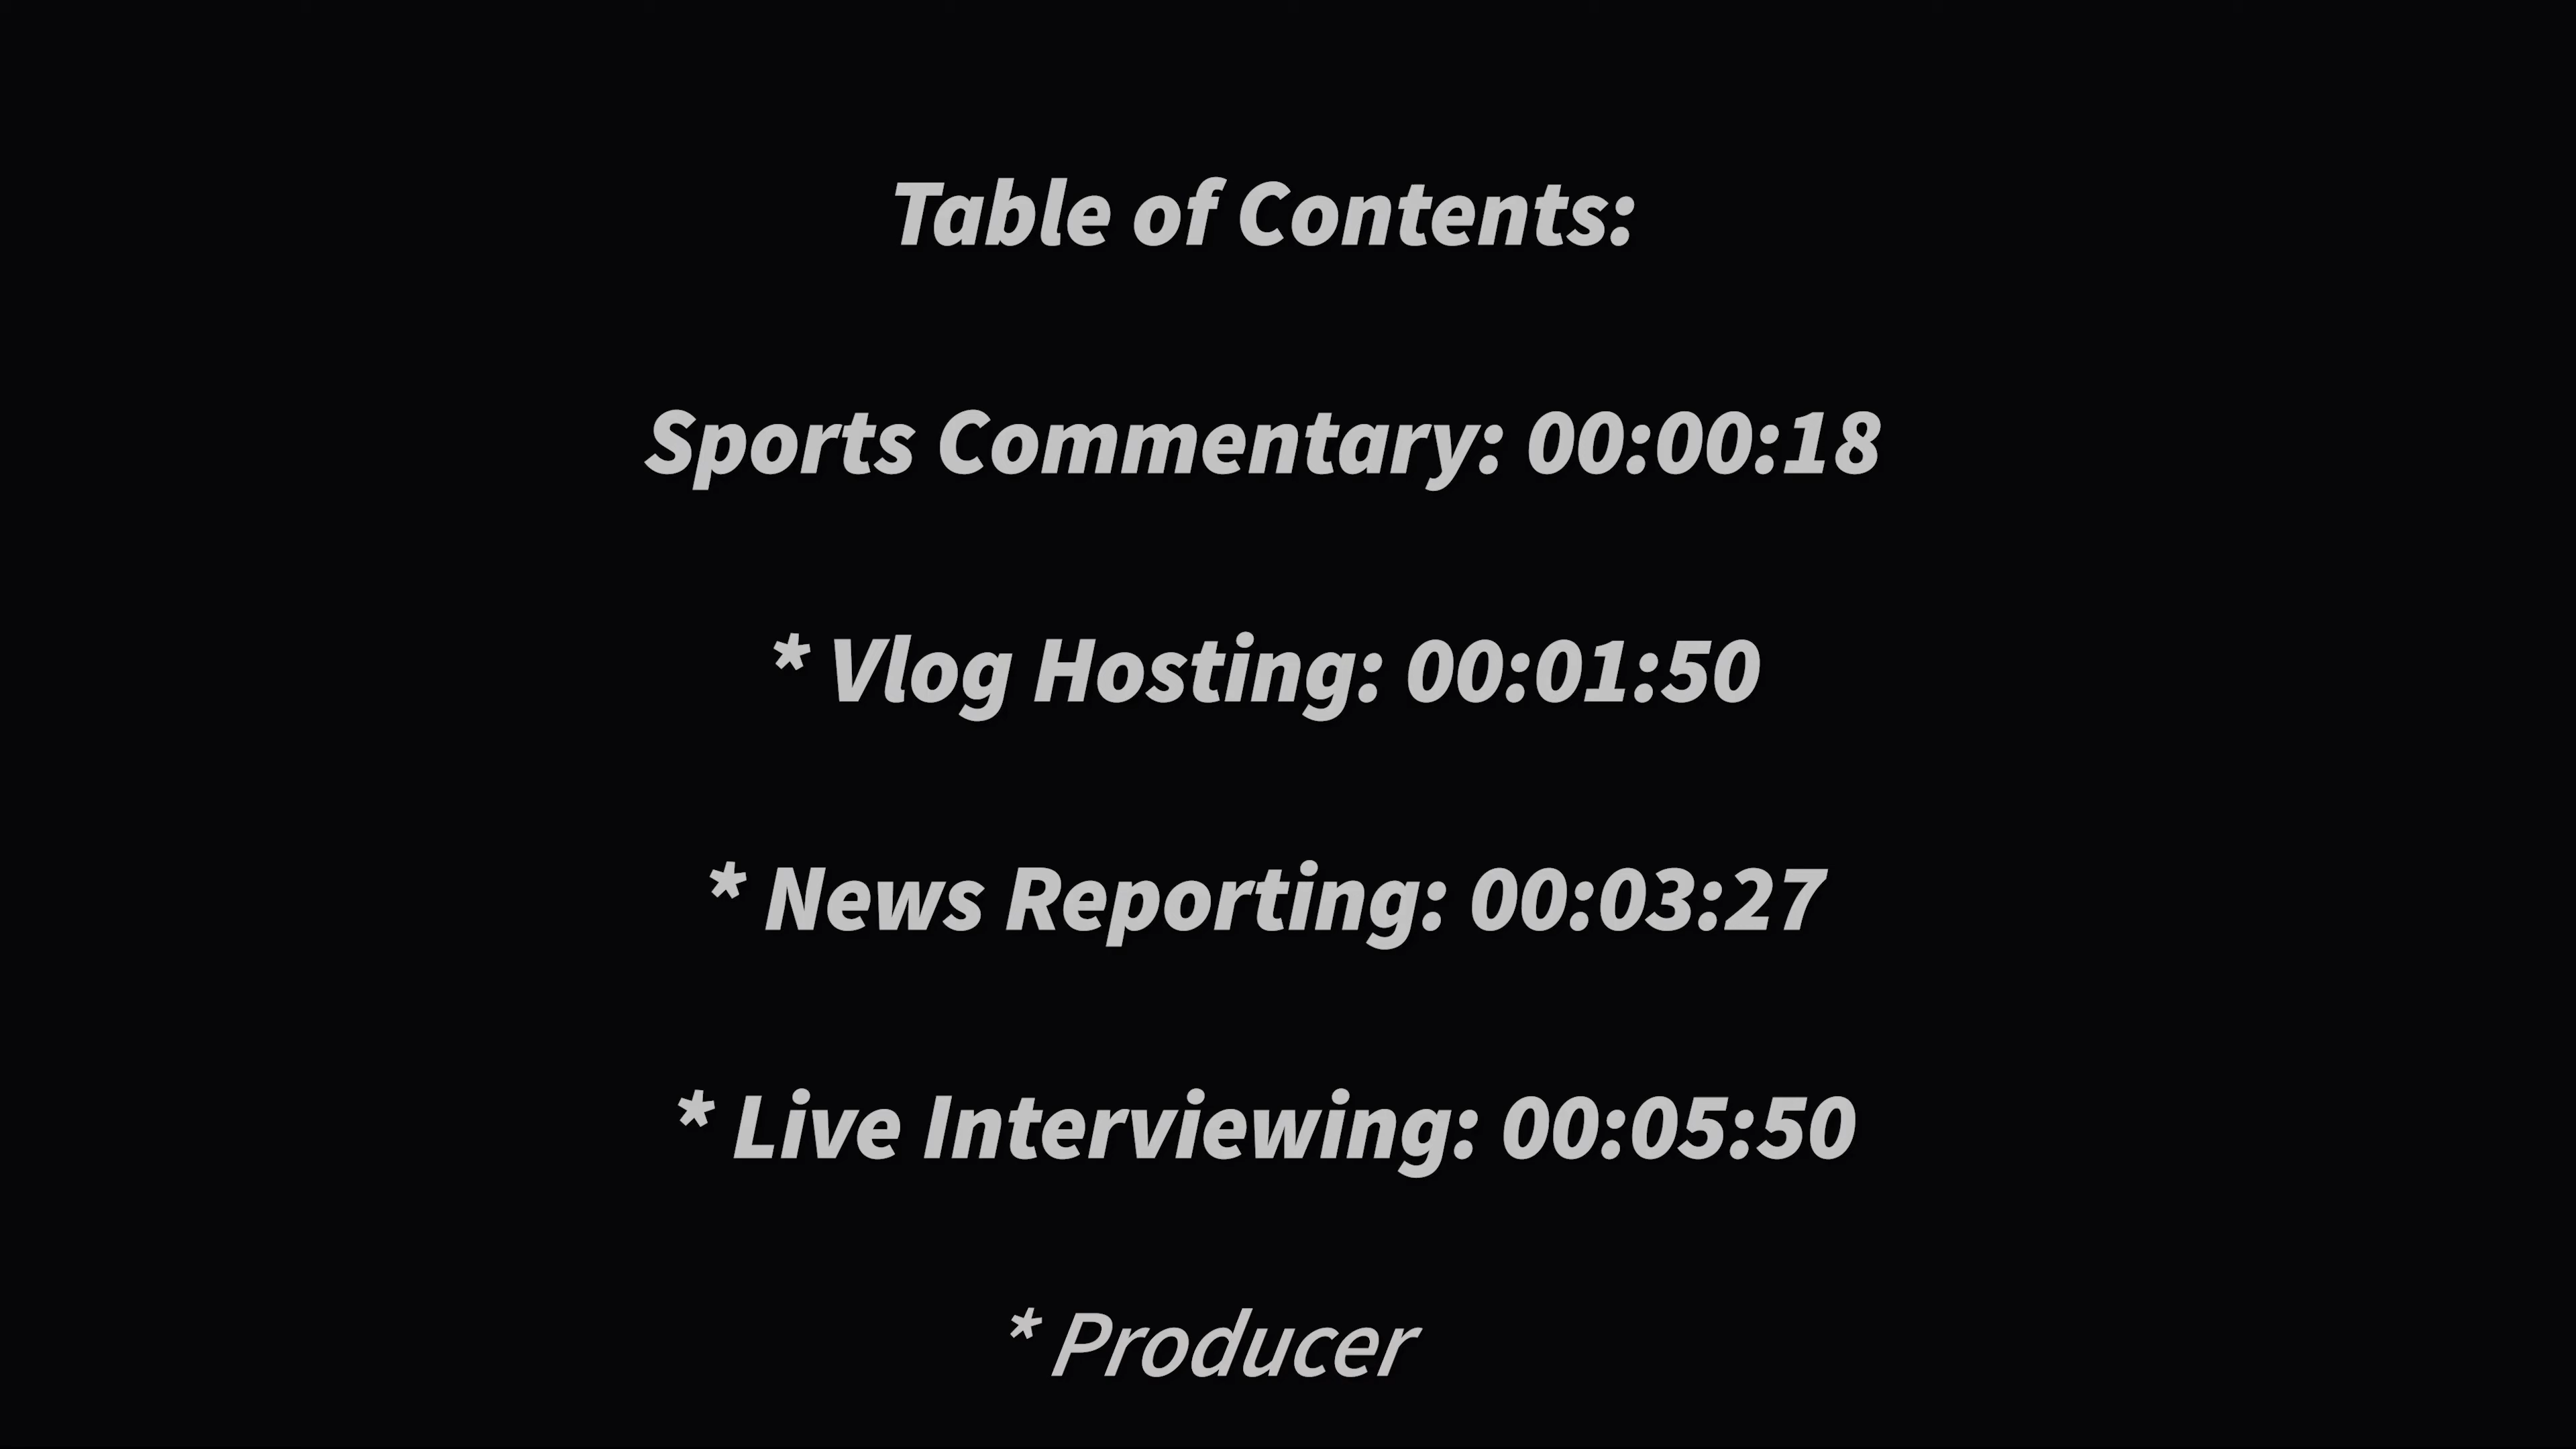 Table of Contents:
Sports Commentary: 00:00:18
* Vlog Hosting: 00:01:50
* News Reporting: 00:03:27
* Live Interviewing: 00:05:50
* Producer